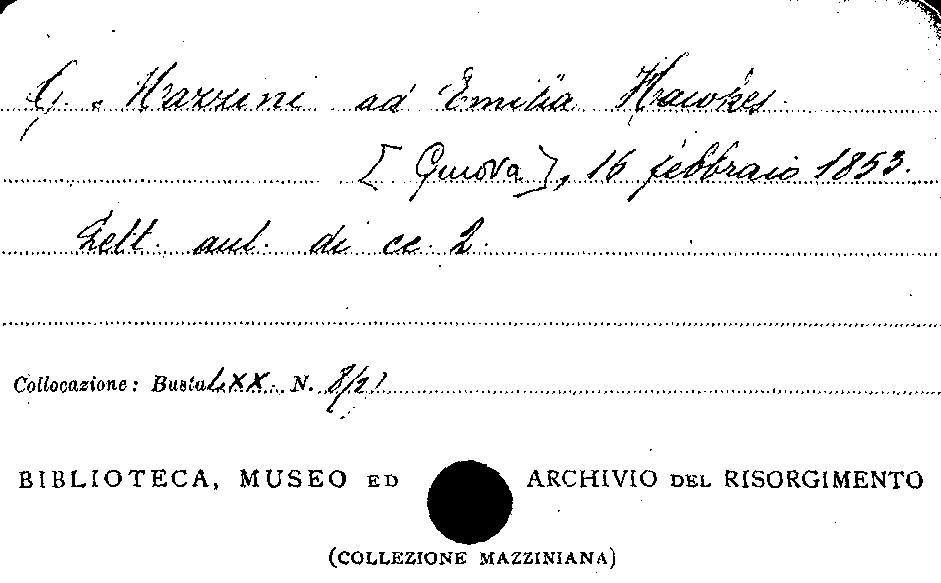 G. Mazzini ad Emilia Hawkes.
[Genova], 16 febbraio 1853.
Lett. aut. di cc. 2.
Collocazione: Busta LXX. N. 8/21
BIBLIOTECA, MUSEO ED ARCHIVIO DEL RISORGIMENTO
(COLLEZIONE MAZZINIANA)